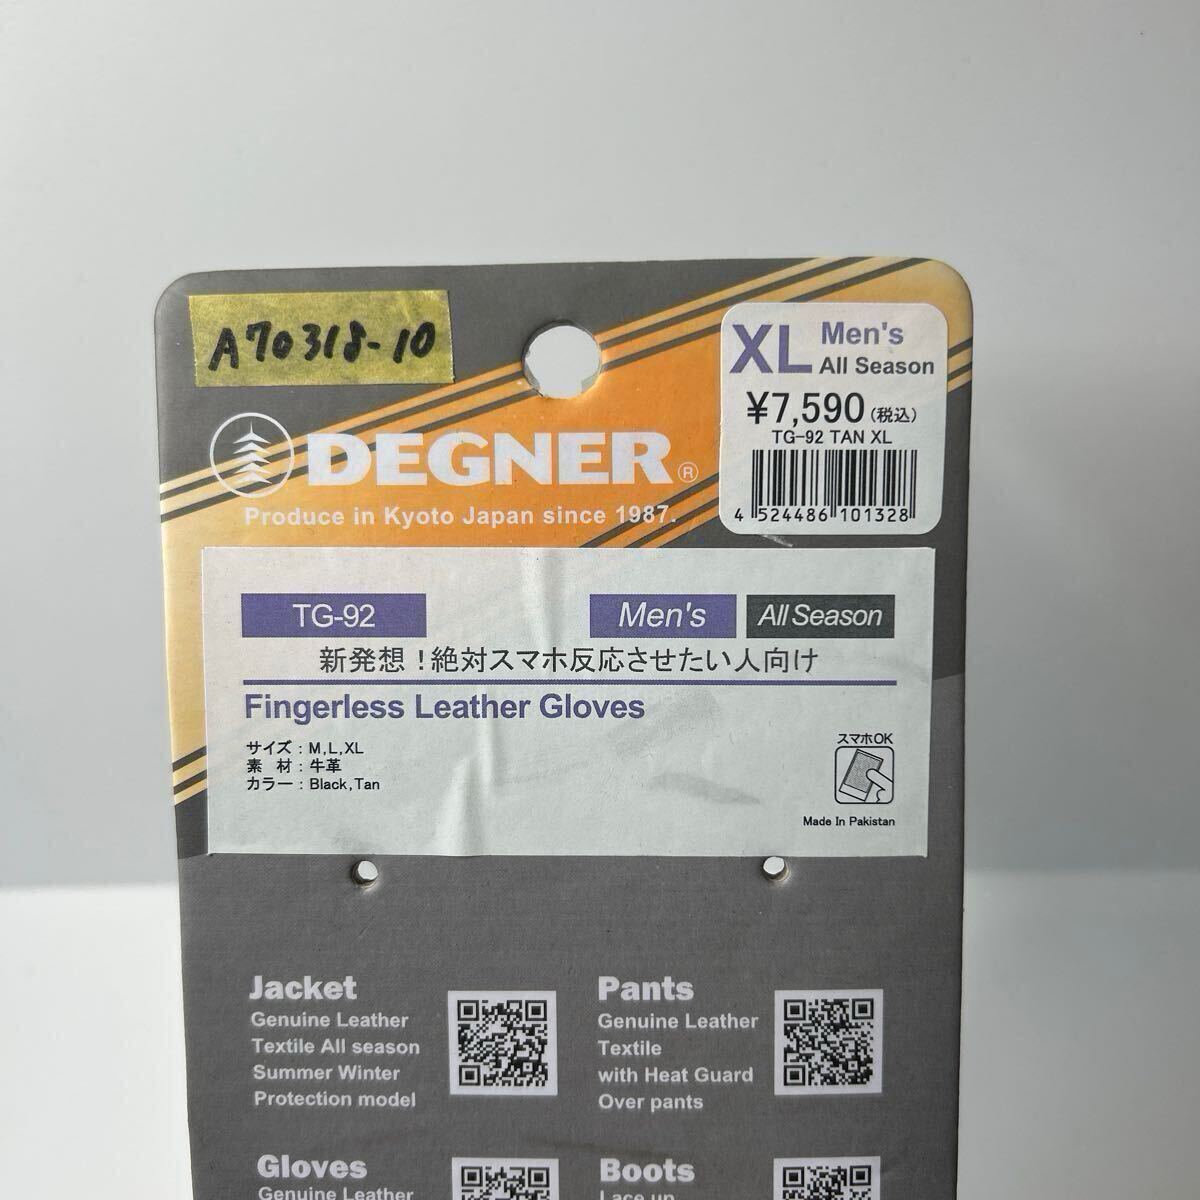 A70318-10
XL Men's
All Season
¥7,590(税込)
TG-92 TAN XL
4 524486 101328
DEGNER®
Produce in Kyoto Japan since 1987.
TG-92
Men's
All Season
新発想!絶対スマホ反応させたい人向け
Fingerless Leather Gloves
サイズ:M,L,XL
素 材:牛革
カラー:Black,Tan
スマホOK
Made In Pakistan
Jacket
Genuine Leather
Textile All season
Summer Winter
Protection model
Pants
Genuine Leather
Textile
with Heat Guard
Over pants
Gloves
Genuine Leather
Boots
Lace up